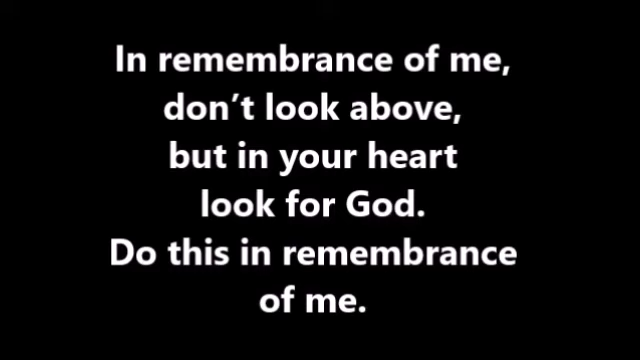 In remembrance of me,
don’t look above,
but in your heart
look for God.
Do this in remembrance
of me.